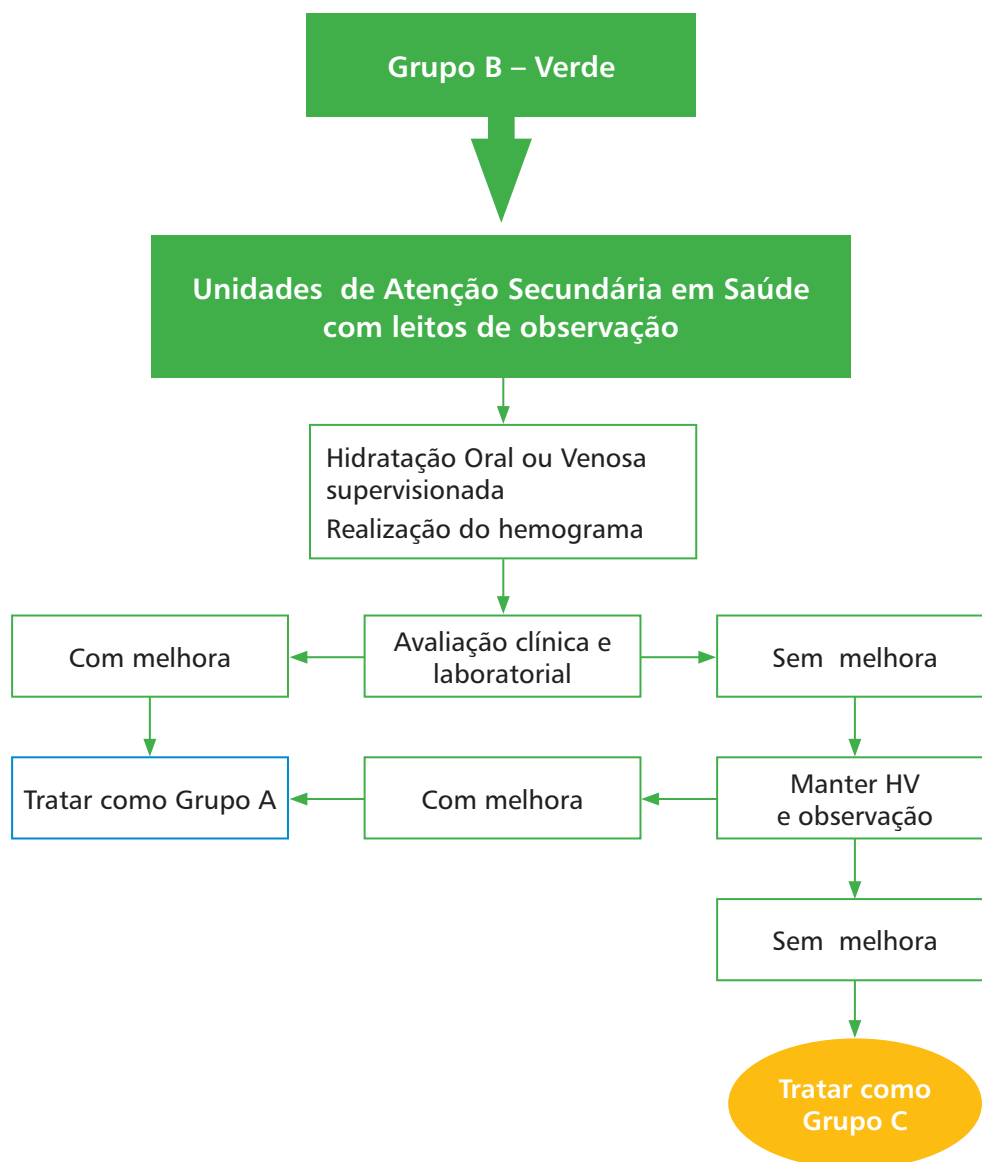 Grupo B – Verde
Unidades de Atenção Secundária em Saúde
com leitos de observação
Hidratação Oral ou Venosa
supervisionada
Realização do hemograma
Com melhora
Avaliação clínica e
laboratorial
Sem melhora
Tratar como Grupo A
Com melhora
Manter HV
e observação
Sem melhora
Tratar como
Grupo C